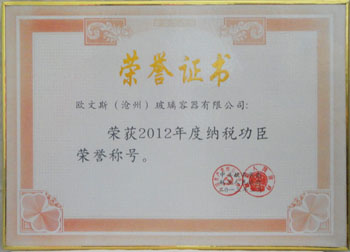 荣誉证书
欧文斯（沧州）玻璃容器有限公司：
荣获2012年度纳税功臣
荣誉称号。